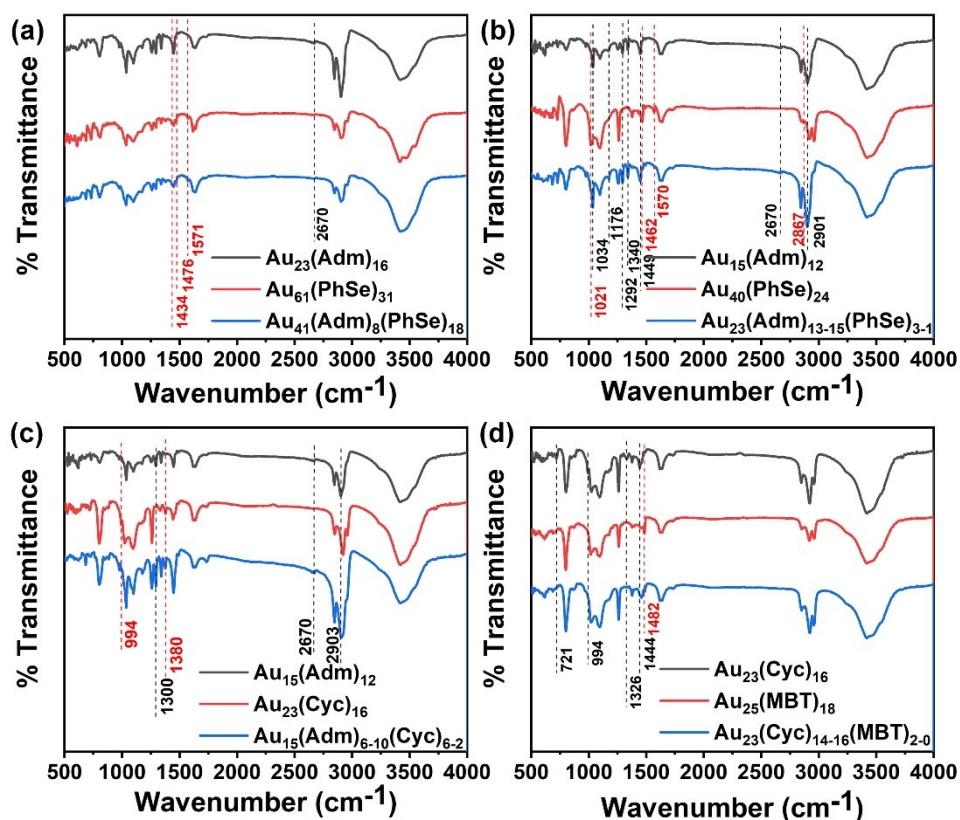 (a)
% Transmittance
1434
1476
1571
2670
Au23(Adm)16
Au61(PhSe)31
Au41(Adm)8(PhSe)18
500 1000 1500 2000 2500 3000 3500 4000
Wavenumber (cm-1)
(b)
% Transmittance
1021
1034
1176
1292
1340
1449
1462
1570
2670
2867
2901
Au15(Adm)12
Au40(PhSe)24
Au23(Adm)13-15(PhSe)3-1
500 1000 1500 2000 2500 3000 3500 4000
Wavenumber (cm-1)
(c)
% Transmittance
994
1300
1380
2670
2903
Au15(Adm)12
Au23(Cyc)16
Au15(Adm)6-10(Cyc)6-2
500 1000 1500 2000 2500 3000 3500 4000
Wavenumber (cm-1)
(d)
% Transmittance
721
994
1326
1444
1482
Au23(Cyc)16
Au25(MBT)18
Au23(Cyc)14-16(MBT)2-0
500 1000 1500 2000 2500 3000 3500 4000
Wavenumber (cm-1)